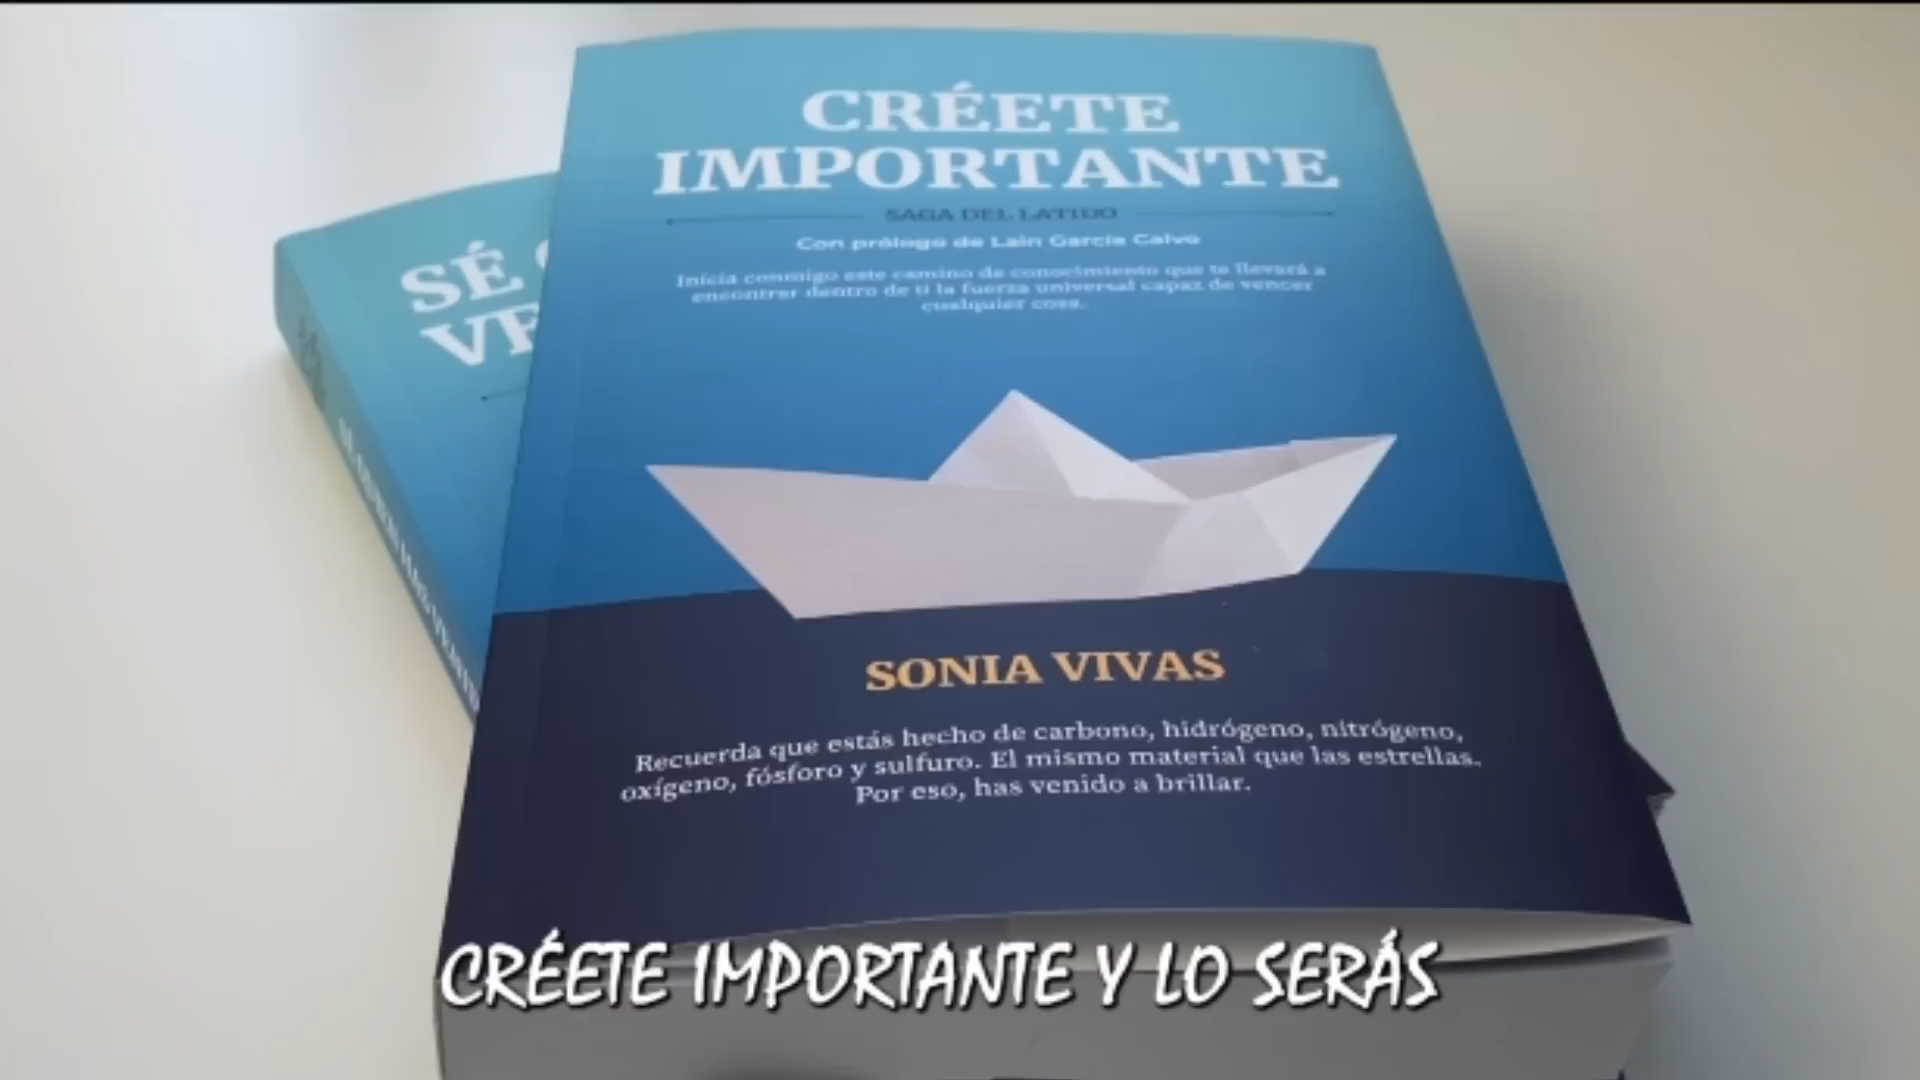 CRÉETE
IMPORTANTE
SAGA DEL LATIDO
Con prólogo de Lain García Calvo
Inicia conmigo este camino de conocimiento que te llevará a
encontrar dentro de ti la fuerza universal capaz de vencer
cualquier cosa.
SONIA VIVAS
Recuerda que estás hecho de carbono, hidrógeno, nitrógeno,
oxígeno, fósforo y sulfuro. El mismo material que las estrellas.
Por eso, has venido a brillar.
SÉ
CRÉETE IMPORTANTE Y LO SERÁS